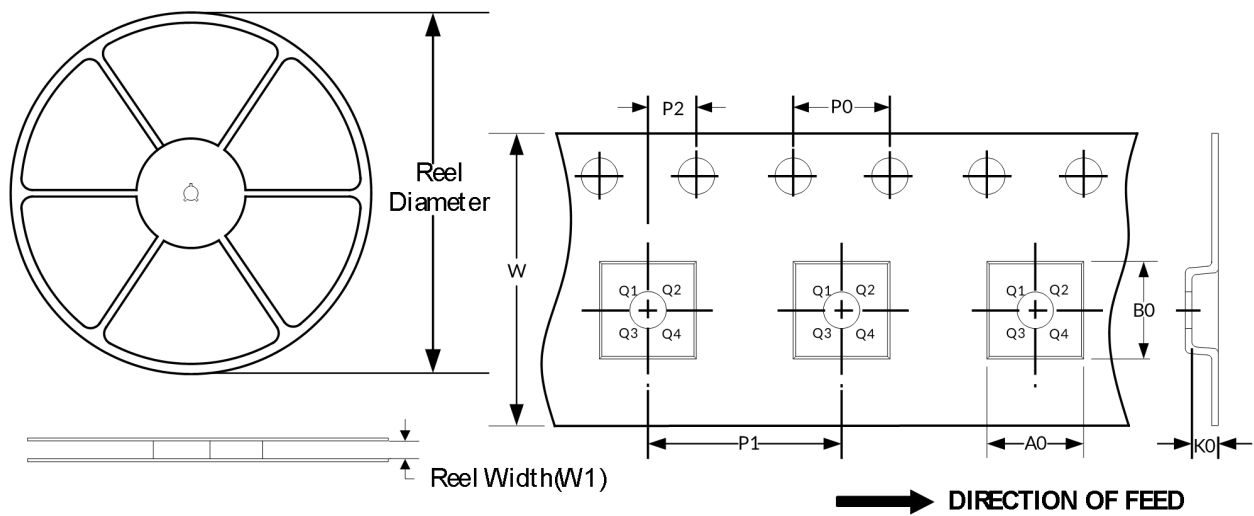 P2
P0
Reel
Diameter
W
Q1 Q2
Q3 Q4
Q1 Q2
Q3 Q4
Q1 Q2
Q3 Q4
B0
P1
A0
K0
Reel Width(W1)
DIRECTION OF FEED